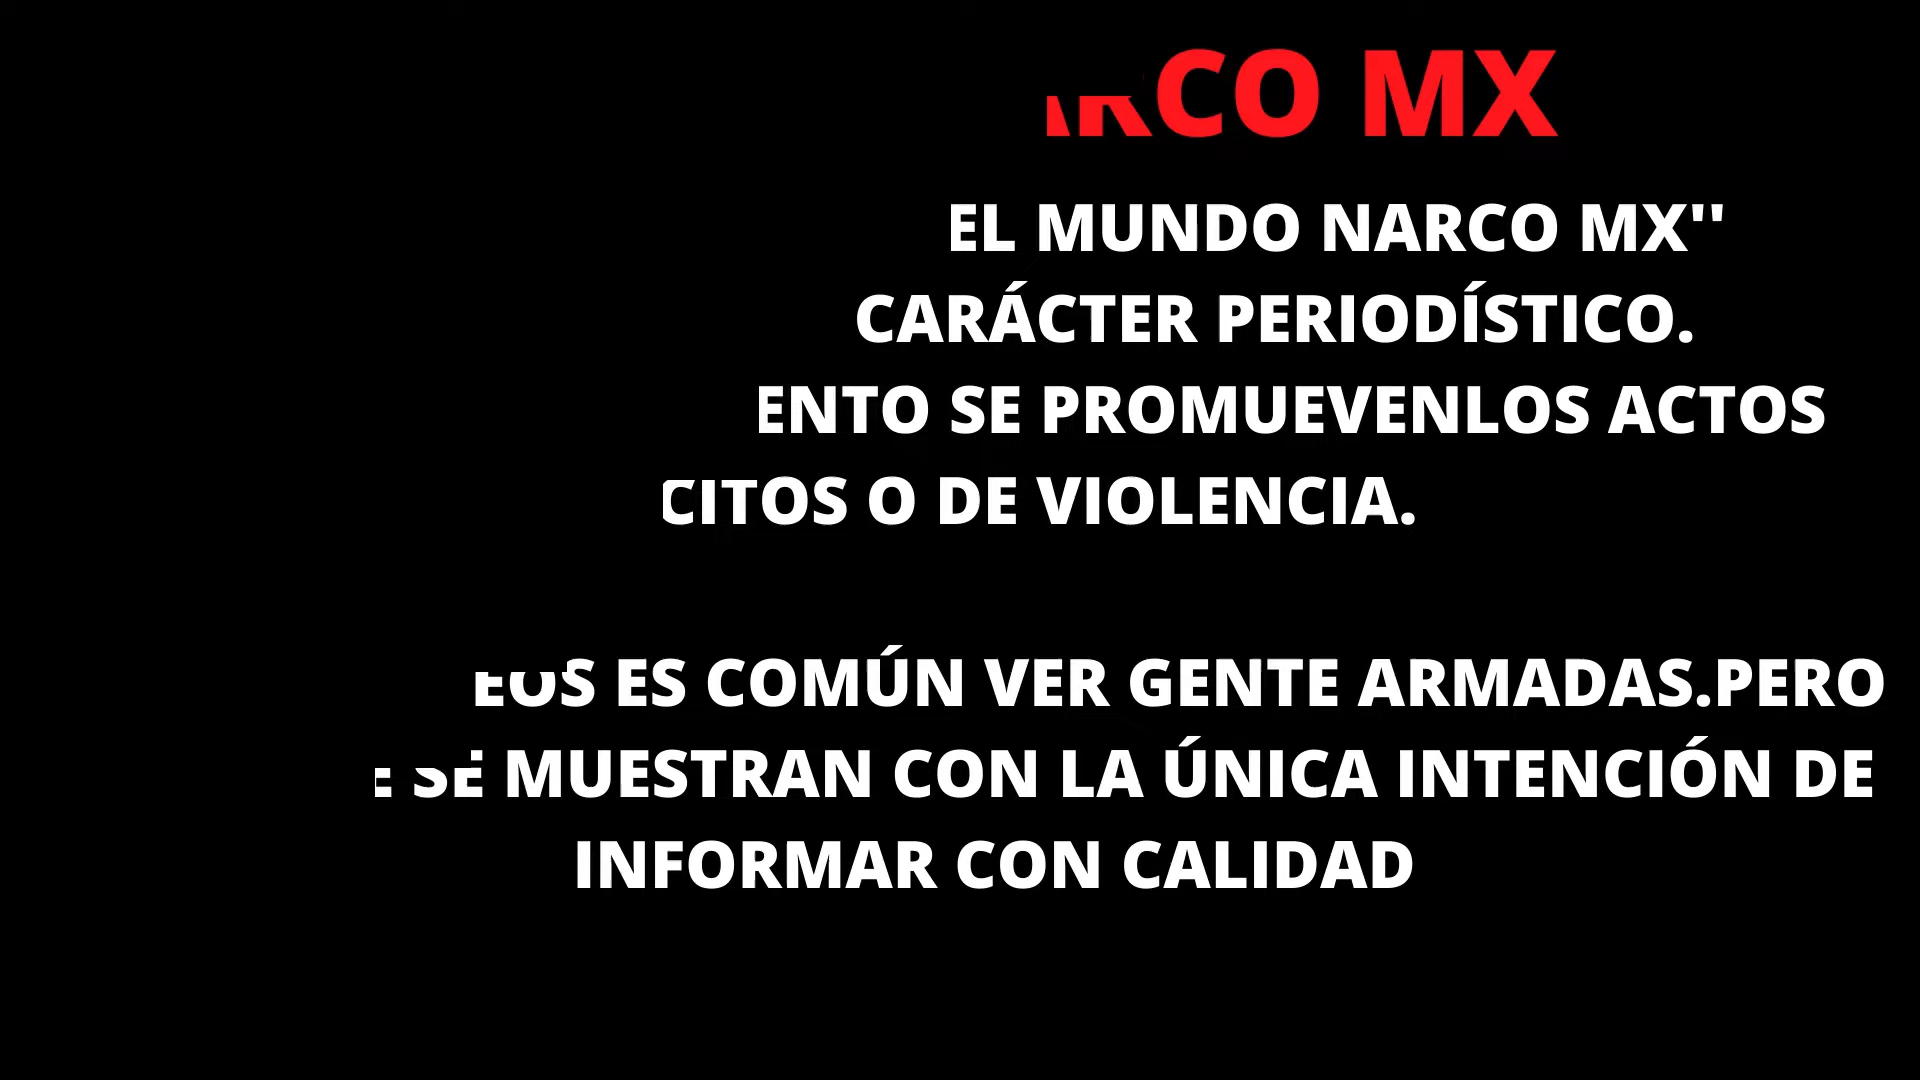 CO MX
EL MUNDO NARCO MX''
CARÁCTER PERIODÍSTICO.
ENTO SE PROMUEVENLOS ACTOS
CITOS O DE VIOLENCIA.
EOS ES COMÚN VER GENTE ARMADAS.PERO
SE MUESTRAN CON LA ÚNICA INTENCIÓN DE
INFORMAR CON CALIDAD